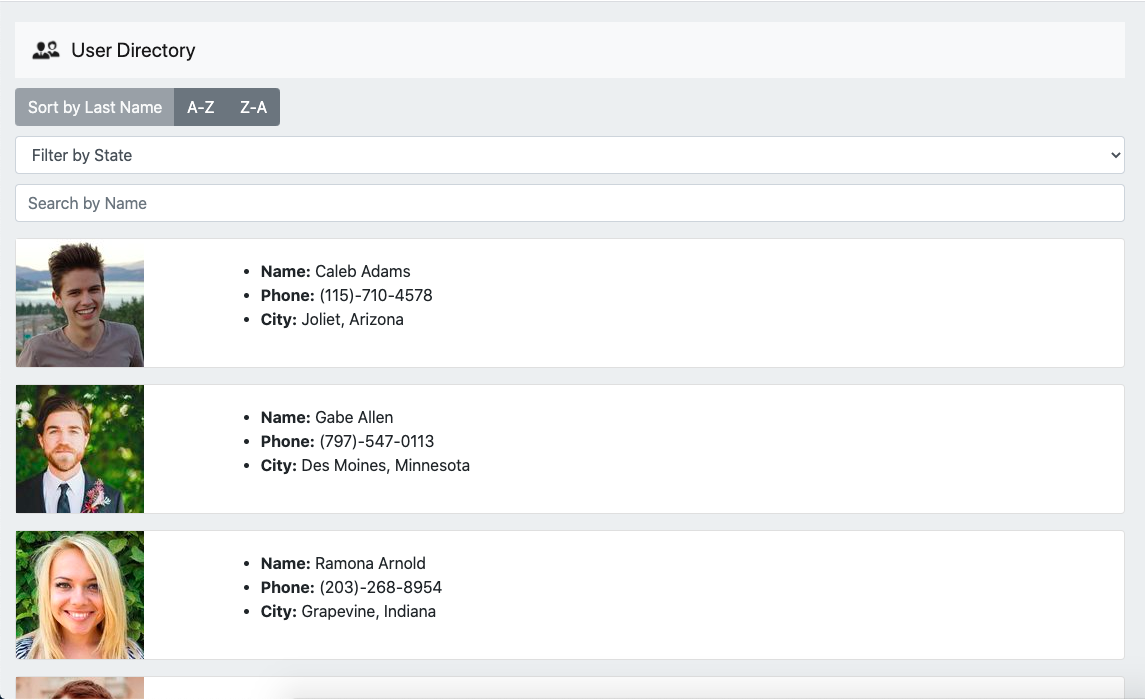 User Directory
Sort by Last Name A-Z Z-A
Filter by State
Search by Name
Name: Caleb Adams
Phone: (115)-710-4578
City: Joliet, Arizona
Name: Gabe Allen
Phone: (797)-547-0113
City: Des Moines, Minnesota
Name: Ramona Arnold
Phone: (203)-268-8954
City: Grapevine, Indiana